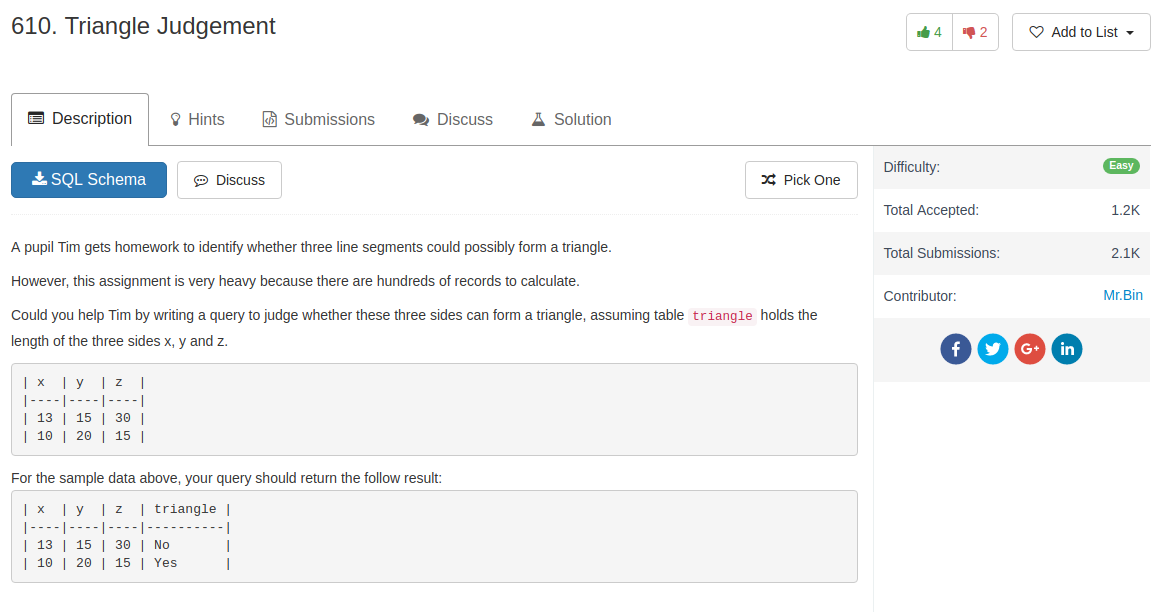 610. Triangle Judgement
4
2
Add to List
Description
Hints
Submissions
Discuss
Solution
SQL Schema
Discuss
Pick One
A pupil Tim gets homework to identify whether three line segments could possibly form a triangle.
However, this assignment is very heavy because there are hundreds of records to calculate.
Could you help Tim by writing a query to judge whether these three sides can form a triangle, assuming table triangle holds the
length of the three sides x, y and z.
| x  | y  | z  |
|----|----|----|
| 13 | 15 | 30 |
| 10 | 20 | 15 |
For the sample data above, your query should return the follow result:
| x  | y  | z  | triangle |
|----|----|----|----------|
| 13 | 15 | 30 | No       |
| 10 | 20 | 15 | Yes      |
Difficulty: Easy
Total Accepted: 1.2K
Total Submissions: 2.1K
Contributor: Mr.Bin
f
G+
in